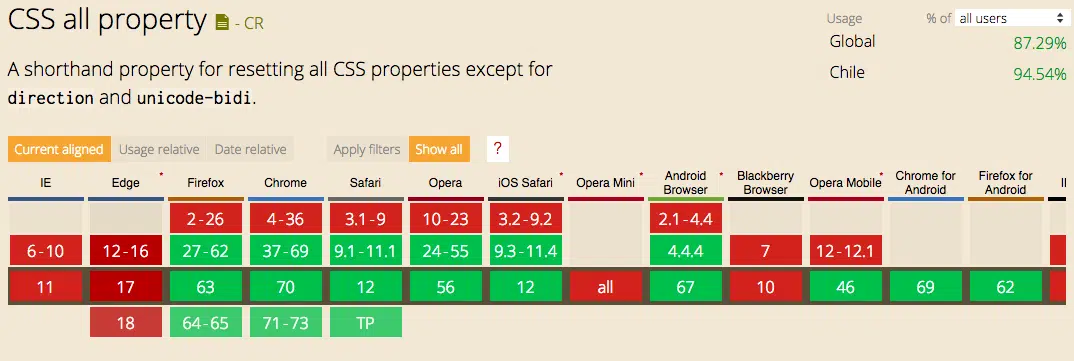 CSS all property - CR
Usage % of all users
Global 87.29%
Chile 94.54%
A shorthand property for resetting all CSS properties except for
direction and unicode-bidi.
Current aligned Usage relative Date relative Apply filters Show all ?
IE Edge * Firefox Chrome Safari Opera iOS Safari * Opera Mini * Android Browser * Blackberry Browser Opera Mobile * Chrome for Android Firefox for Android
2-26 4-36 3.1-9 10-23 3.2-9.2 2.1-4.4
6-10 12-16 27-62 37-69 9.1-11.1 24-55 9.3-11.4 4.4.4 7 12-12.1
11 17 63 70 12 56 12 all 67 10 46 69 62
18 64-65 71-73 TP